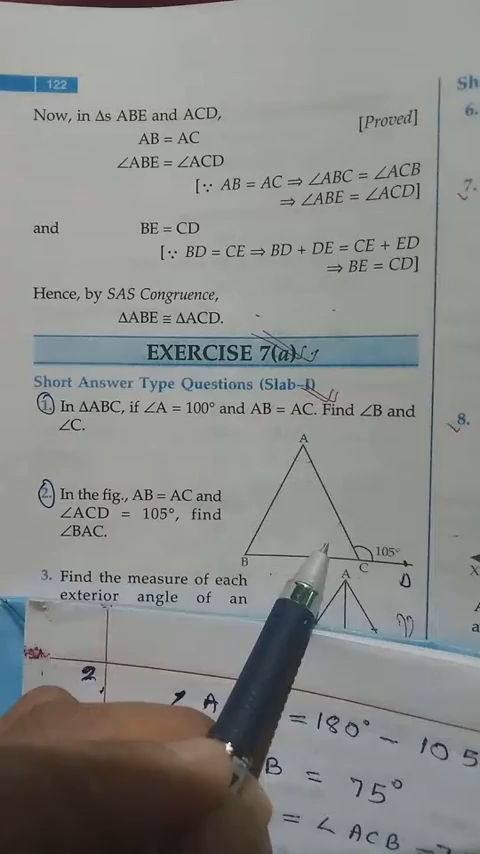 122
Sh
Now, in Δs ABE and ACD,
AB = AC [Proved]
∠ABE = ∠ACD
[∵ AB = AC ⇒ ∠ABC = ∠ACB
⇒ ∠ABE = ∠ACD]
and BE = CD
[∵ BD = CE ⇒ BD + DE = CE + ED
⇒ BE = CD]
Hence, by SAS Congruence,
ΔABE ≅ ΔACD.
6.
7.
8.
EXERCISE 7(a)
Short Answer Type Questions (Slab-I)
1. In ΔABC, if ∠A = 100° and AB = AC. Find ∠B and
∠C.
2. In the fig., AB = AC and
∠ACD = 105°, find
∠BAC.
A
B
C
105°
D
3. Find the measure of each
exterior angle of an
A
X
a
2.
A = 180° - 105
B = 75°
= ∠ACB